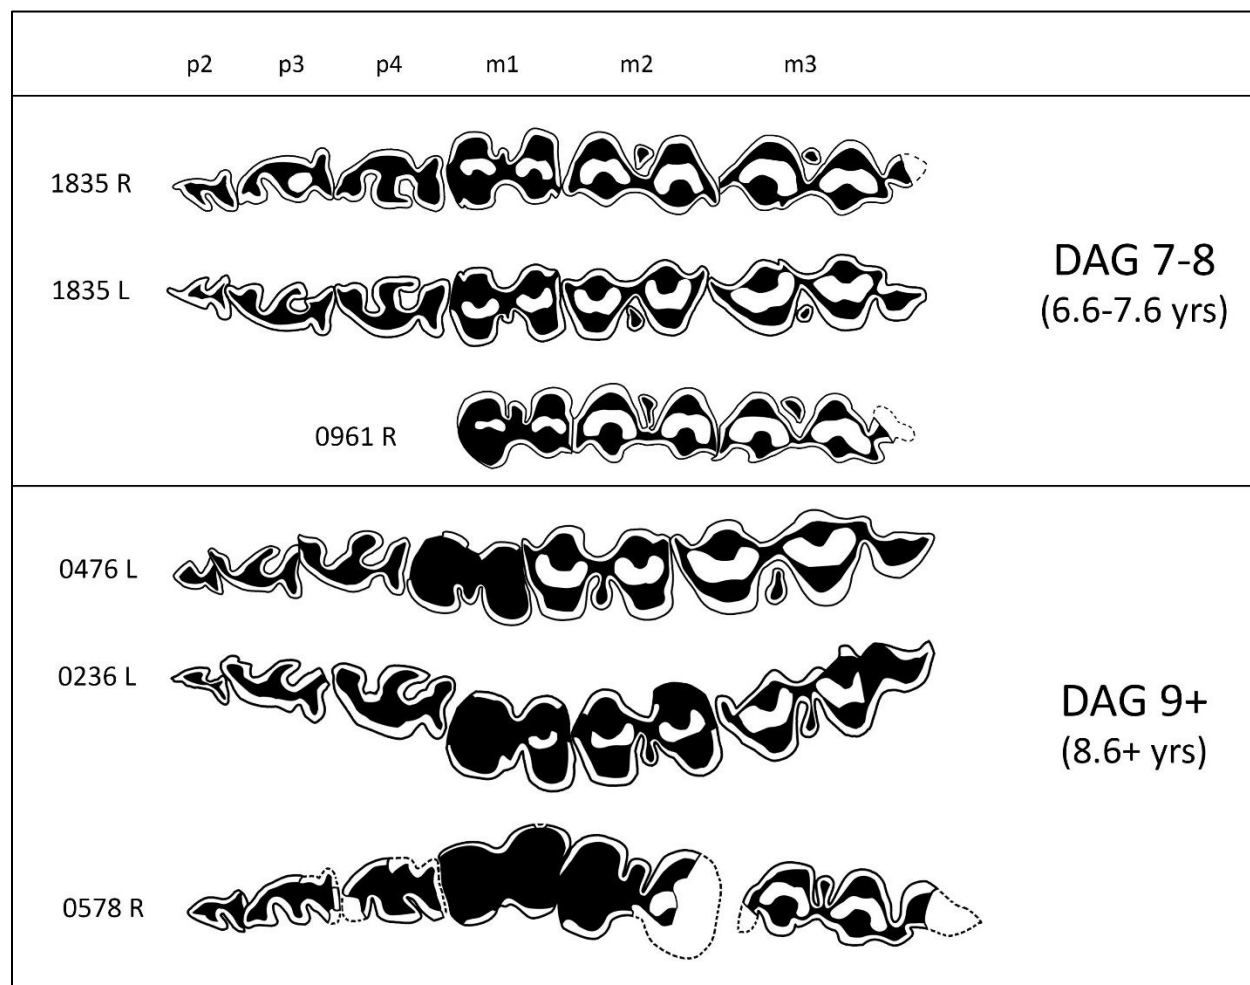 p2 p3 p4 m1 m2 m3
1835 R
1835 L
DAG 7-8
(6.6-7.6 yrs)
0961 R
0476 L
0236 L
DAG 9+
(8.6+ yrs)
0578 R